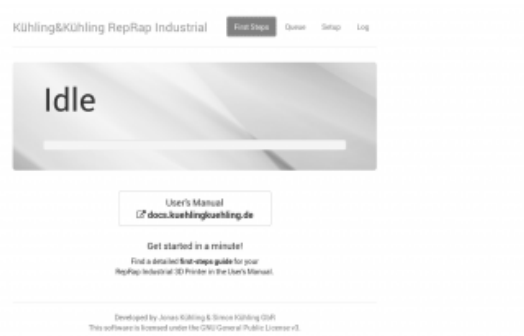 Kühling&Kühling RepRap Industrial
First Steps Queue Setup Log
Idle
User's Manual
docs.kuehlingkuehling.de
Get started in a minute!
Find a detailed first-steps guide for your
RepRap Industrial 3D Printer in the User's Manual.
Developed by Jonas Kühling & Simon Kühling GbR
This software is licensed under the GNU General Public License v3.